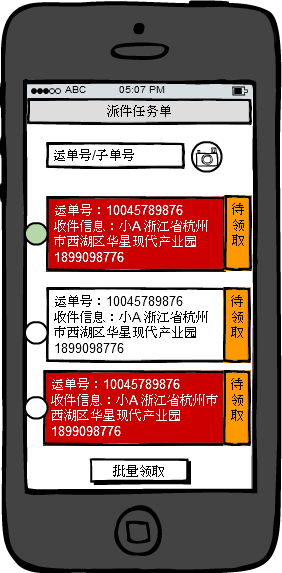 ABC 05:07 PM
派件任务单
运单号/子单号
运单号：10045789876
收件信息：小A 浙江省杭州
市西湖区华星现代产业园
1899098776
待领取
运单号：10045789876
收件信息：小A 浙江省杭州
市西湖区华星现代产业园
1899098776
待领取
运单号：10045789876
收件信息：小A 浙江省杭州市
西湖区华星现代产业园
1899098776
待领取
批量领取